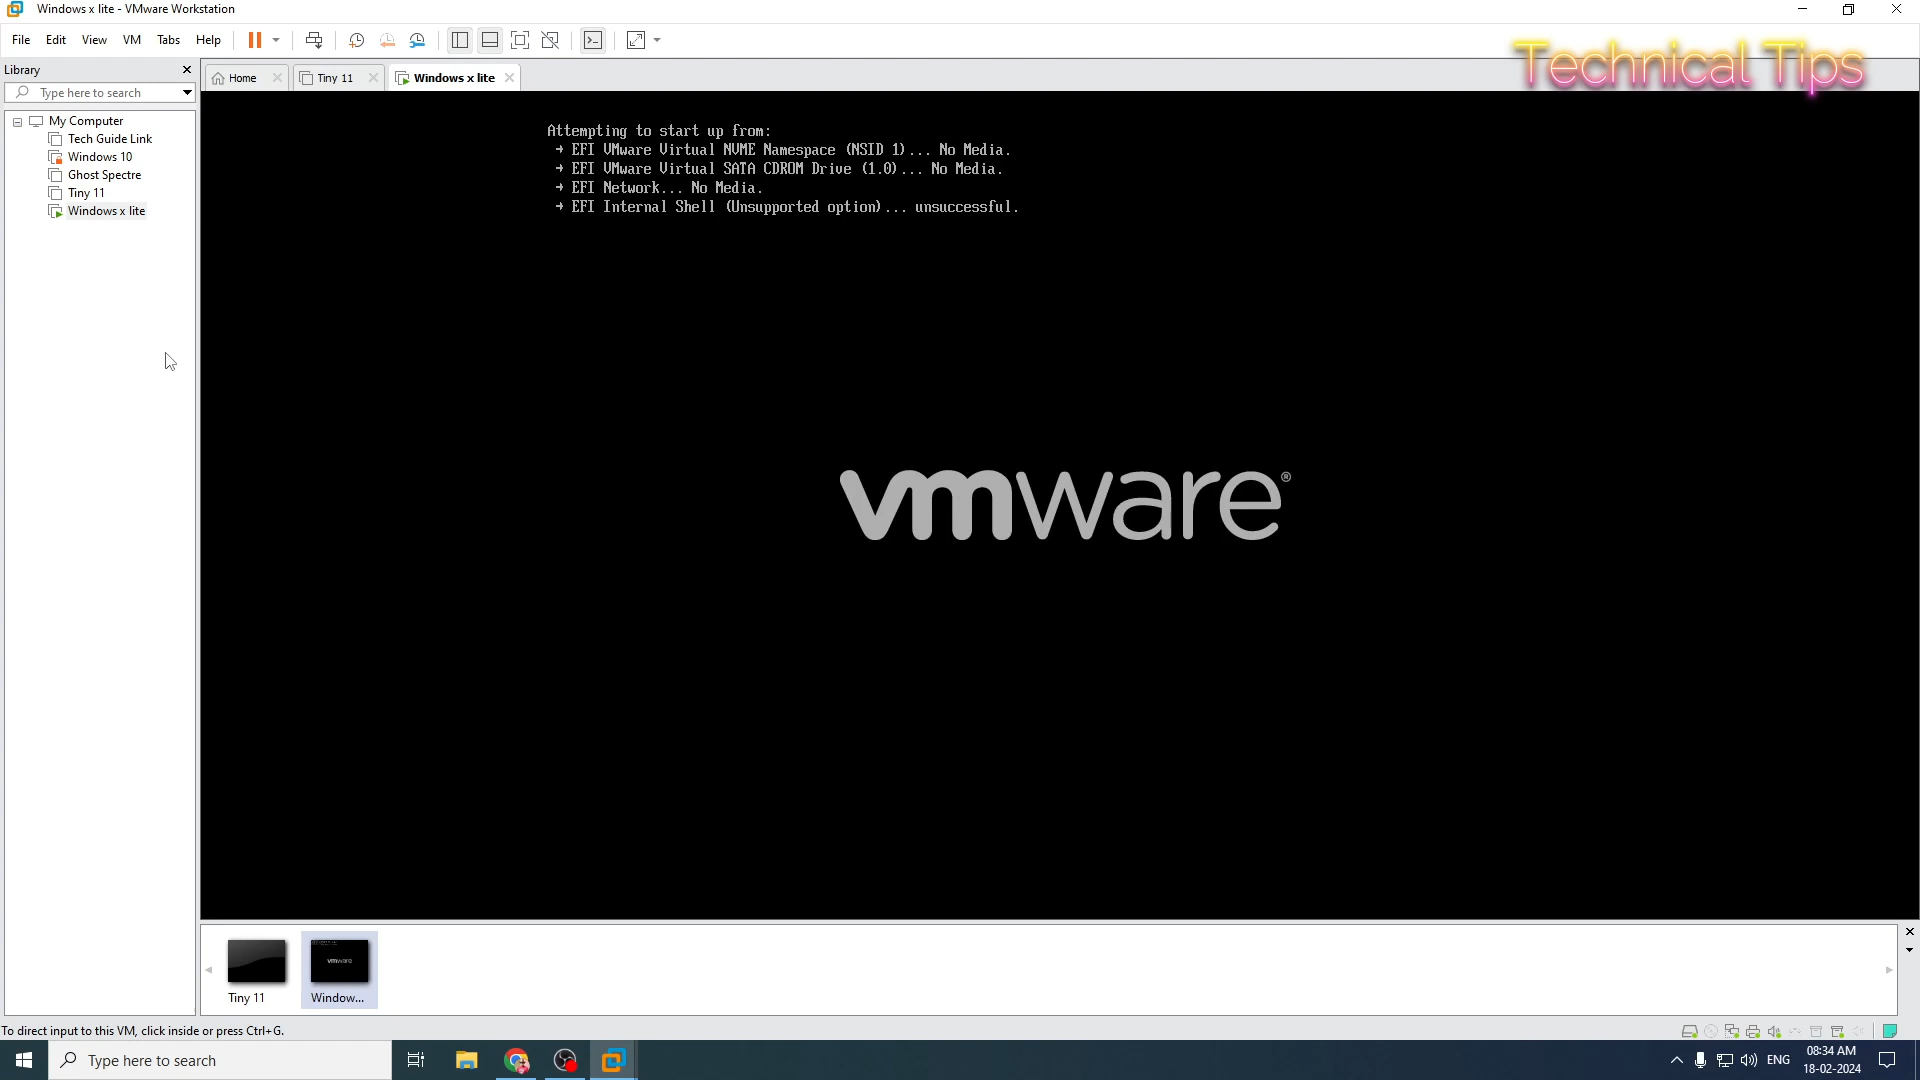 Windows x lite - VMware Workstation
File Edit View VM Tabs Help
Technical Tips
Library
Type here to search
Home
Tiny 11
Windows x lite
My Computer
Tech Guide Link
Windows 10
Ghost Spectre
Tiny 11
Windows x lite
Attempting to start up from:
→ EFI VMware Virtual NVME Namespace (NSID 1)... No Media.
→ EFI VMware Virtual SATA CDROM Drive (1.0)... No Media.
→ EFI Network... No Media.
→ EFI Internal Shell (Unsupported option)... unsuccessful.
vmware®
vmware
Tiny 11
Window...
To direct input to this VM, click inside or press Ctrl+G.
Type here to search
ENG
08:34 AM
18-02-2024